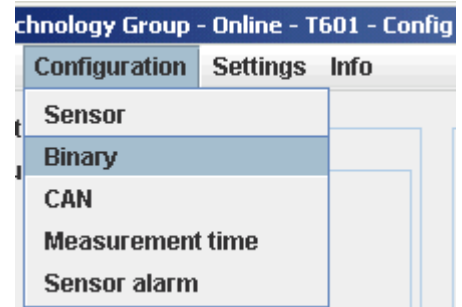 chnology Group - Online - T601 - Config
Configuration Settings Info
Sensor
Binary
CAN
Measurement time
Sensor alarm